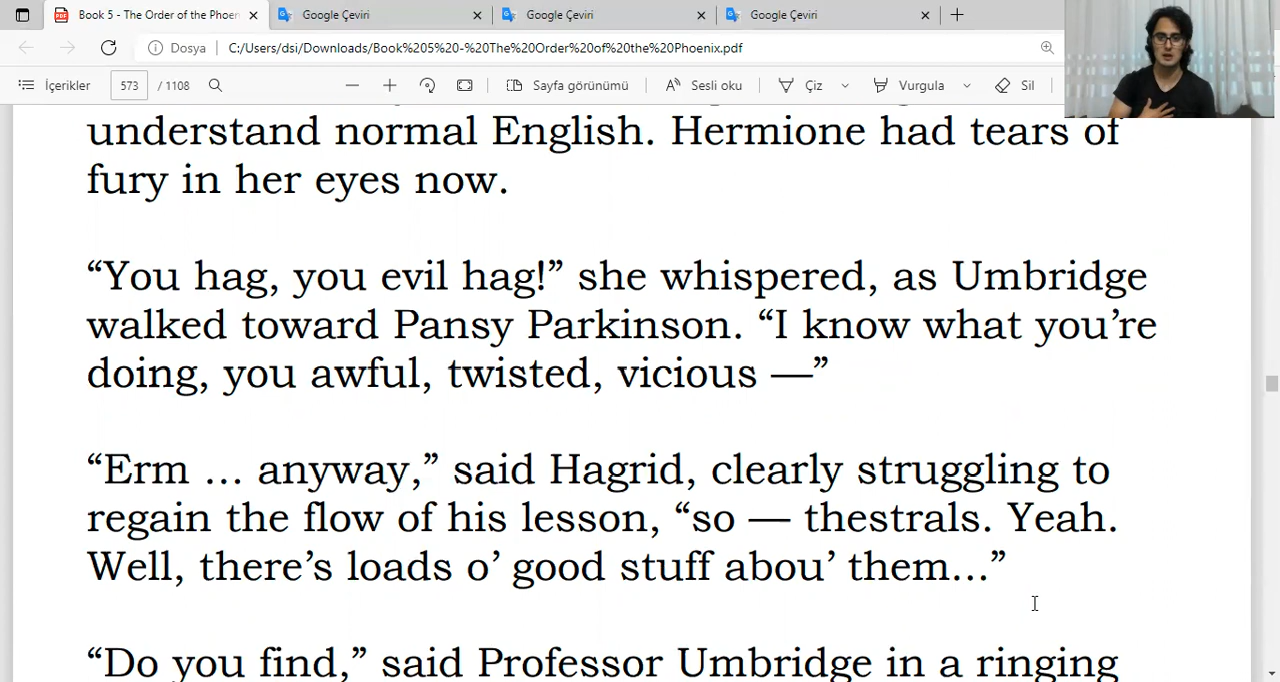 Book 5 - The Order of the Phoen
Google Çeviri
Google Çeviri
Google Çeviri
Dosya
C:/Users/dsi/Downloads/Book%205%20-%20The%20Order%20of%20the%20Phoenix.pdf
İçerikler
573 / 1108
Sayfa görünümü
Sesli oku
Çiz
Vurgula
Sil
understand normal English. Hermione had tears of
fury in her eyes now.
“You hag, you evil hag!” she whispered, as Umbridge
walked toward Pansy Parkinson. “I know what you’re
doing, you awful, twisted, vicious —”
“Erm … anyway,” said Hagrid, clearly struggling to
regain the flow of his lesson, “so — thestrals. Yeah.
Well, there’s loads o’ good stuff abou’ them…”
“Do you find,” said Professor Umbridge in a ringing